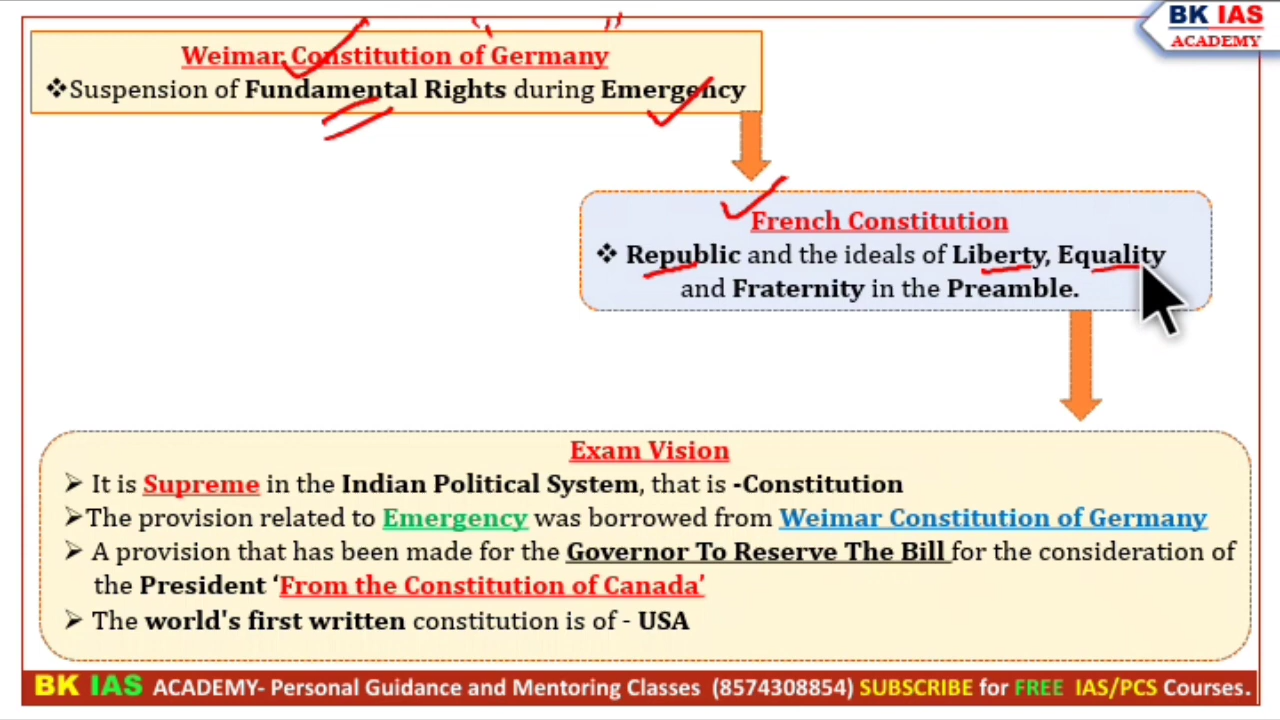 BK IAS
ACADEMY
Weimar Constitution of Germany
❖Suspension of Fundamental Rights during Emergency
French Constitution
❖ Republic and the ideals of Liberty, Equality
and Fraternity in the Preamble.
Exam Vision
➢ It is Supreme in the Indian Political System, that is -Constitution
➢The provision related to Emergency was borrowed from Weimar Constitution of Germany
➢ A provision that has been made for the Governor To Reserve The Bill for the consideration of
the President ‘From the Constitution of Canada’
➢ The world's first written constitution is of - USA
BK IAS ACADEMY- Personal Guidance and Mentoring Classes (8574308854) SUBSCRIBE for FREE IAS/PCS Courses.